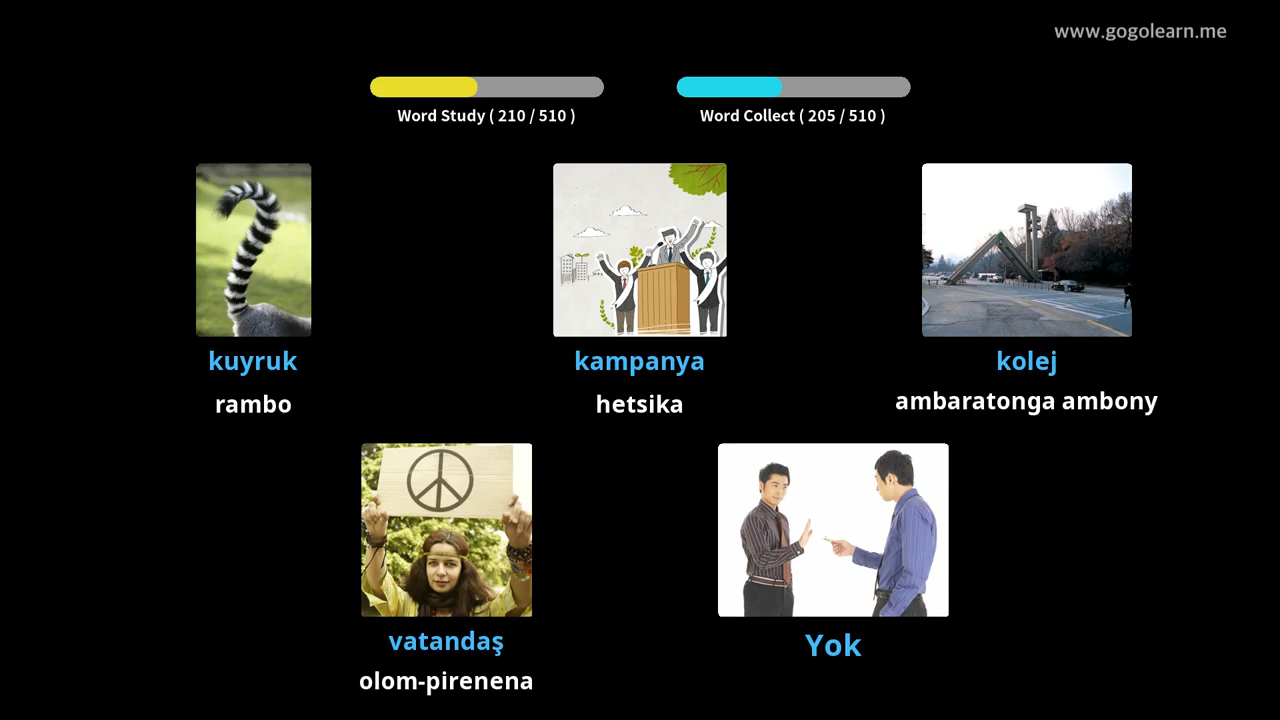 www.gogolearn.me
Word Study ( 210 / 510 )
Word Collect ( 205 / 510 )
kuyruk
rambo
kampanya
hetsika
kolej
ambaratonga ambony
vatandaş
olom-pirenena
Yok